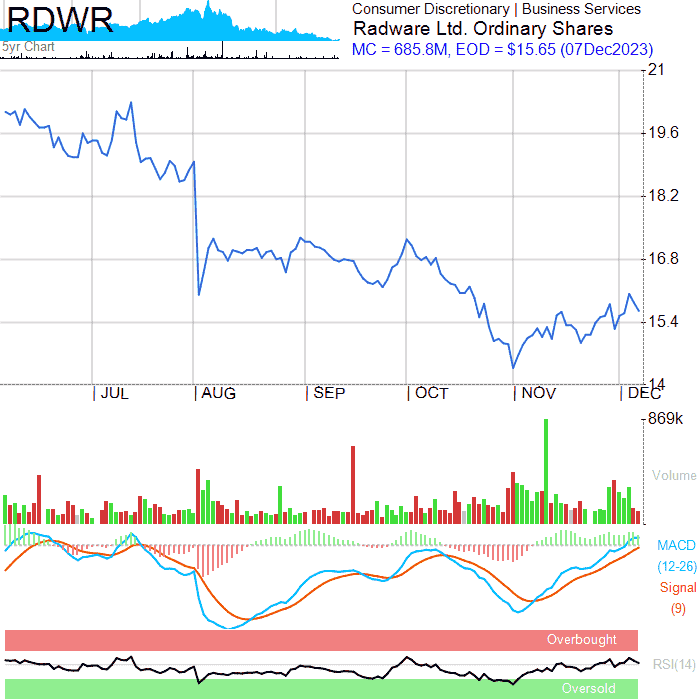 RDWR
5yr Chart
Consumer Discretionary | Business Services
Radware Ltd. Ordinary Shares
MC = 685.8M, EOD = $15.65 (07Dec2023)
21
19.6
18.2
16.8
15.4
14
JUL AUG SEP OCT NOV DEC
869k
Volume
MACD
(12-26)
Signal
(9)
Overbought
RSI(14)
Oversold